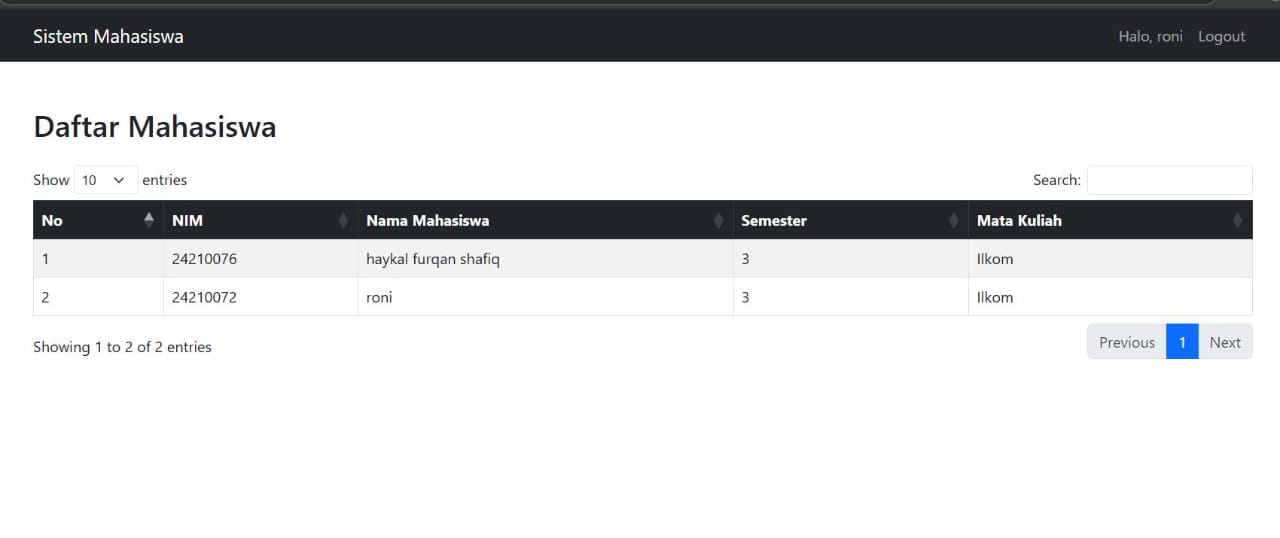 Sistem Mahasiswa Halo, roni Logout
Daftar Mahasiswa
Show 10 entries Search:
No NIM Nama Mahasiswa Semester Mata Kuliah
1 24210076 haykal furqan shafiq 3 Ilkom
2 24210072 roni 3 Ilkom
Showing 1 to 2 of 2 entries Previous 1 Next